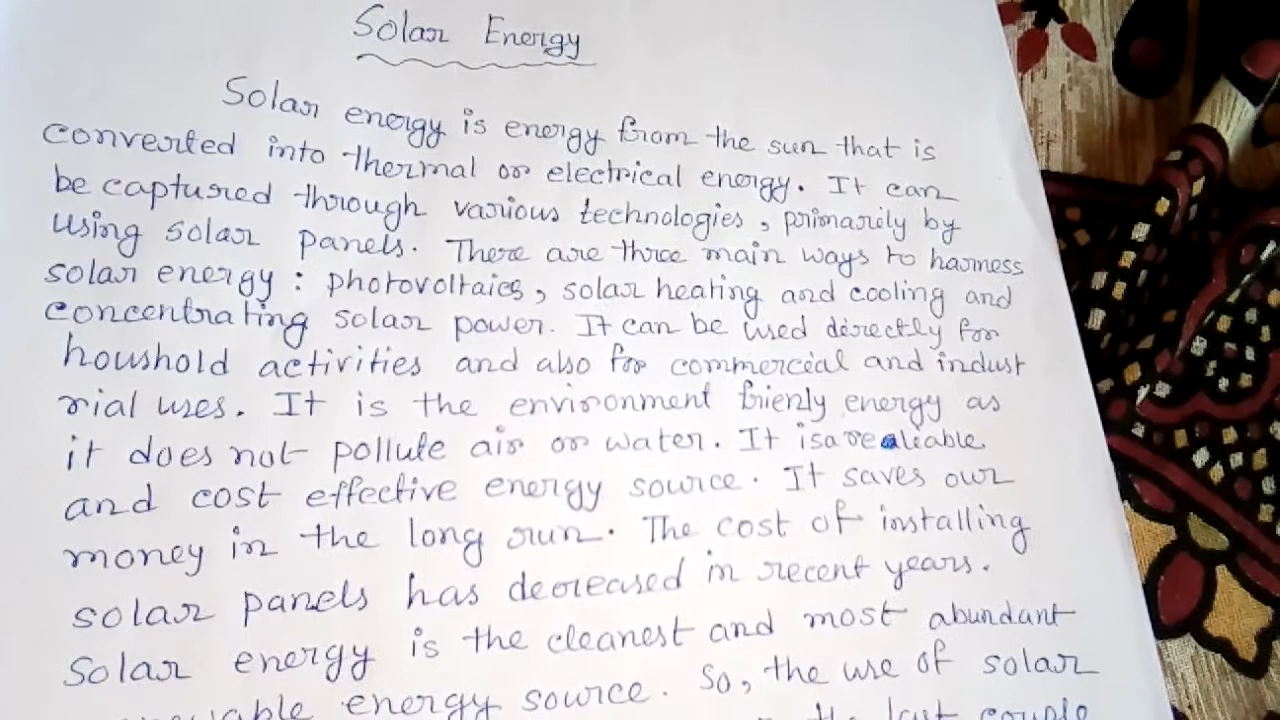 Solar Energy
Solar energy is energy from the sun that is
converted into thermal or electrical energy. It can
be captured through various technologies, primarily by
using solar panels. There are three main ways to harness
solar energy : photovoltaics, solar heating and cooling and
concentrating solar power. It can be used directly for
houshold activities and also for commercial and indust
rial uses. It is the environment frienly energy as
it does not pollute air or water. It is a realiable
and cost effective energy source. It saves our
money in the long run. The cost of installing
solar panels has decreased in recent years.
Solar energy is the cleanest and most abundant
energy source. So, the use of solar
the last couple